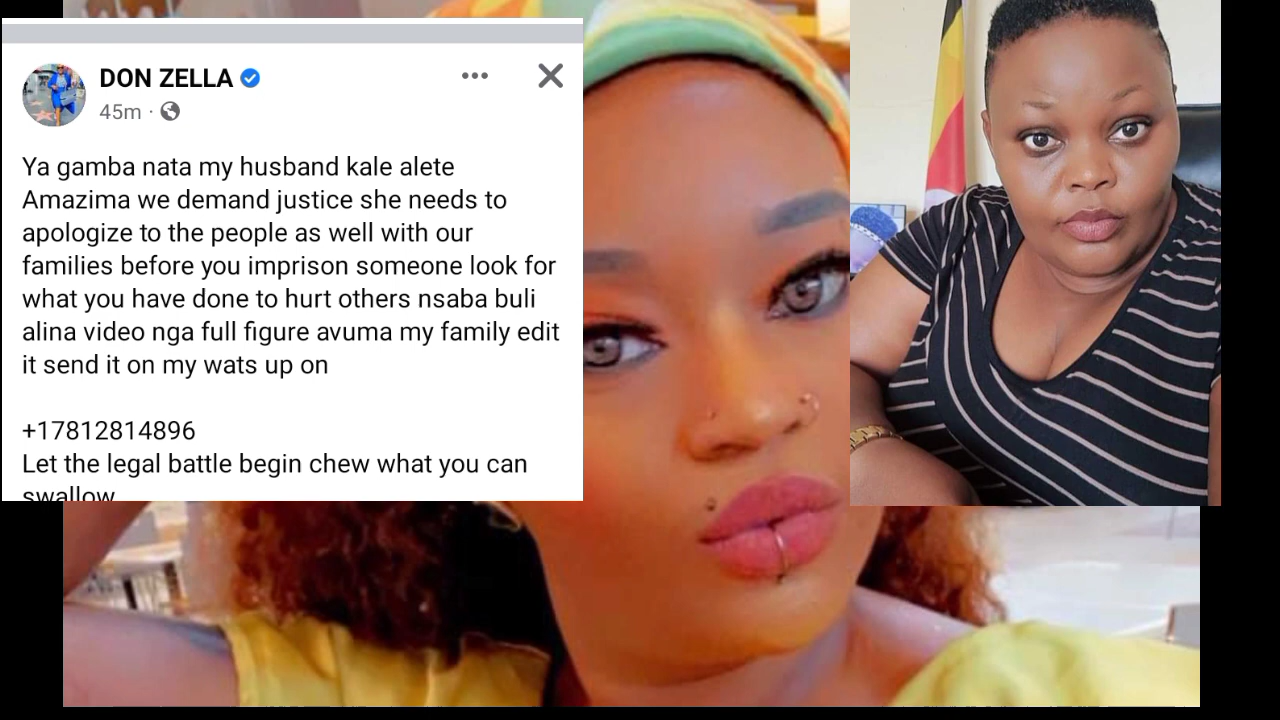 DON ZELLA
45m ·
Ya gamba nata my husband kale alete
Amazima we demand justice she needs to
apologize to the people as well with our
families before you imprison someone look for
what you have done to hurt others nsaba buli
alina video nga full figure avuma my family edit
it send it on my wats up on
+17812814896
Let the legal battle begin chew what you can
swallow